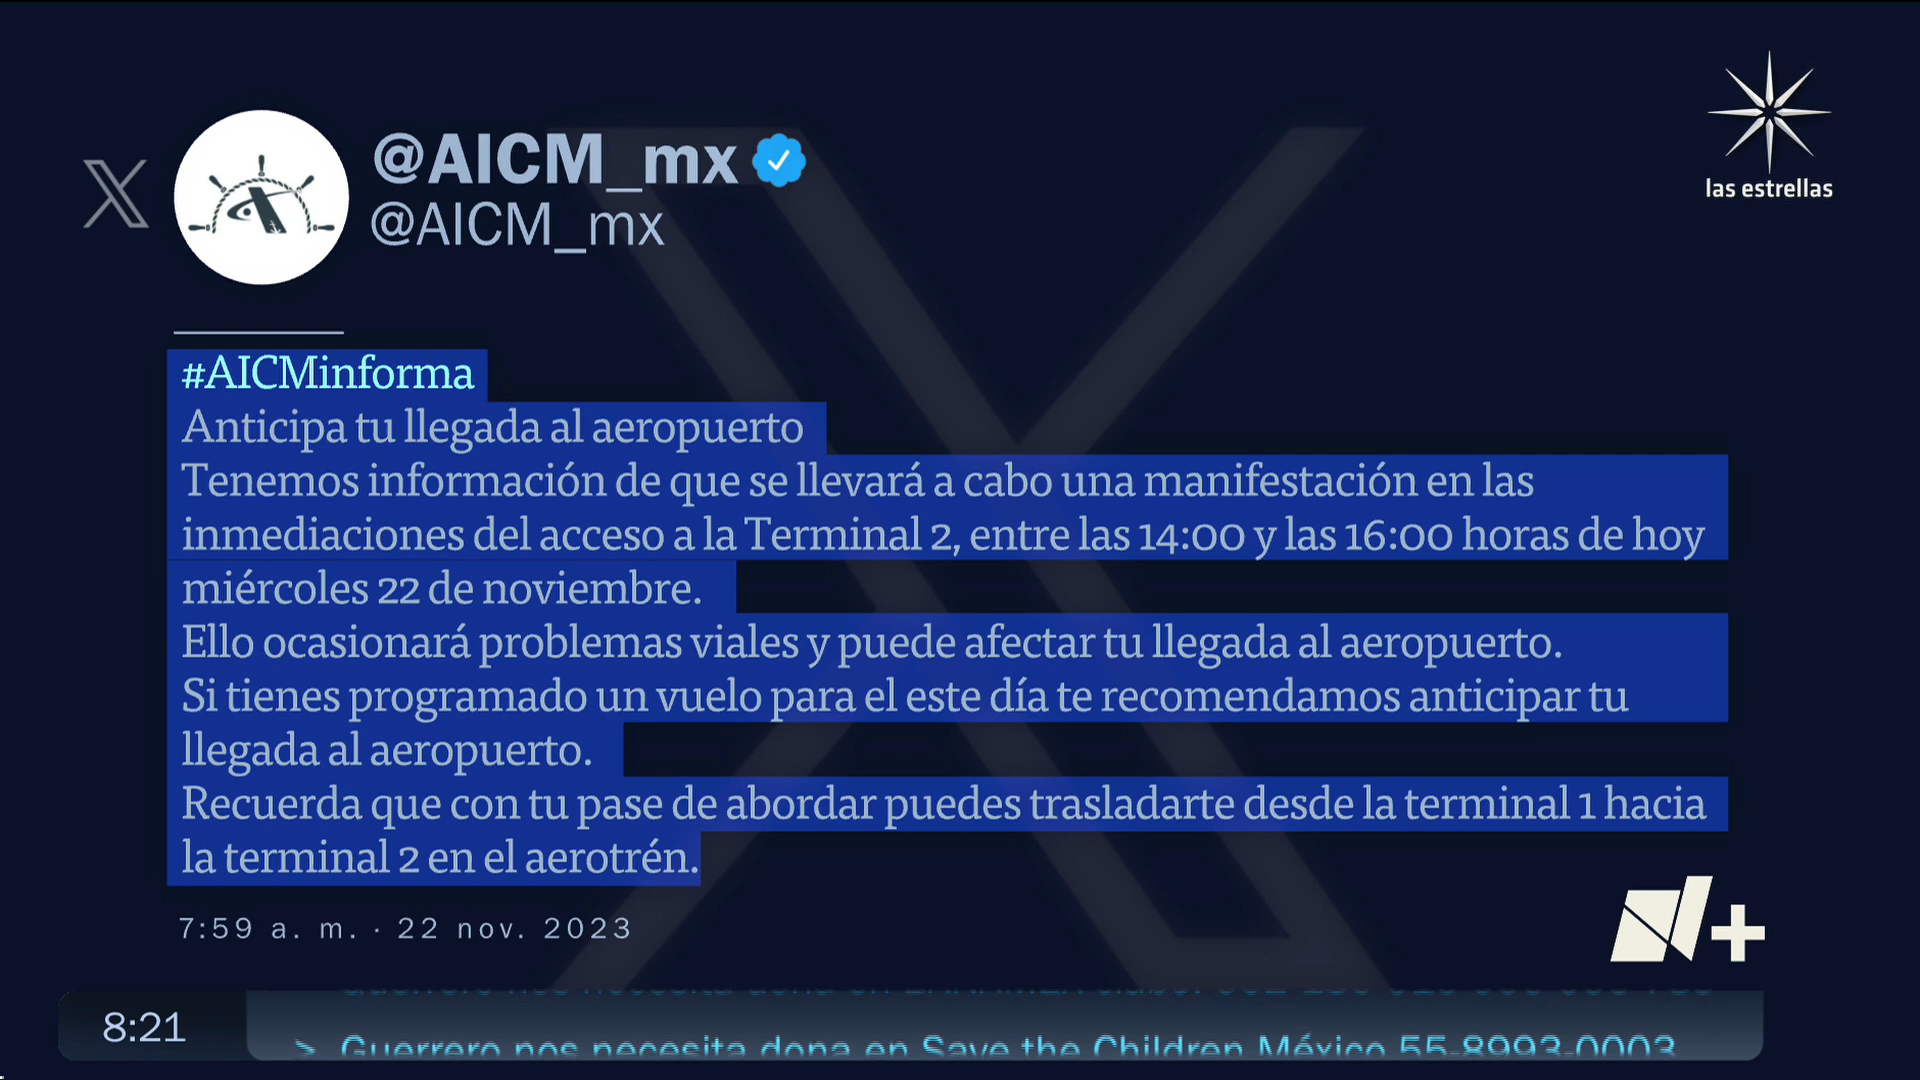 las estrellas
@AICM_mx
@AICM_mx
#AICMinforma
Anticipa tu llegada al aeropuerto
Tenemos información de que se llevará a cabo una manifestación en las
inmediaciones del acceso a la Terminal 2, entre las 14:00 y las 16:00 horas de hoy
miércoles 22 de noviembre.
Ello ocasionará problemas viales y puede afectar tu llegada al aeropuerto.
Si tienes programado un vuelo para el este día te recomendamos anticipar tu
llegada al aeropuerto.
Recuerda que con tu pase de abordar puedes trasladarte desde la terminal 1 hacia
la terminal 2 en el aerotrén.
7:59 a. m. · 22 nov. 2023
N+
8:21
> Guerrero nos necesita dona en Save the Children México 55-8993-0003